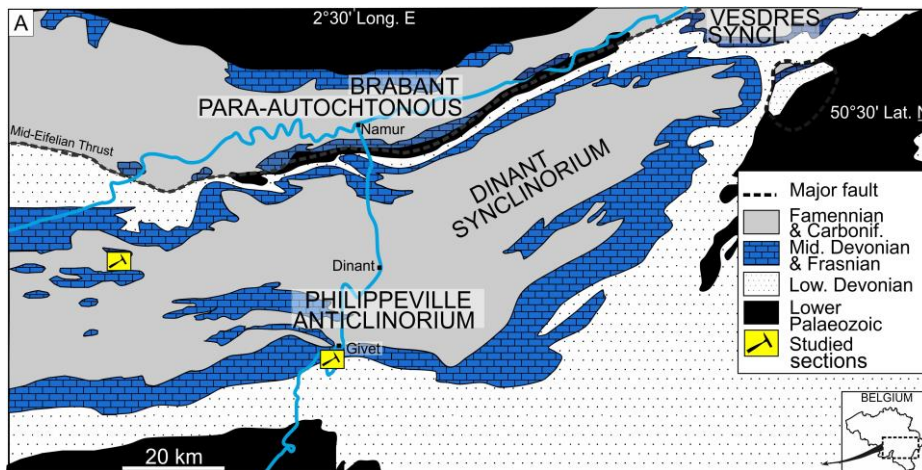 A
2°30' Long. E
VESDRES
SYNCL
BRABANT
PARA-AUTOCHTONOUS
50°30' Lat. N
Mid-Eifelian Thrust
Namur
DINANT
SYNCLINORIUM
Dinant
PHILIPPEVILLE
ANTICLINORIUM
Givet
20 km
Major fault
Famennian
& Carbonif.
Mid. Devonian
& Frasnian
Low. Devonian
Lower
Palaeozoic
Studied
sections
BELGIUM